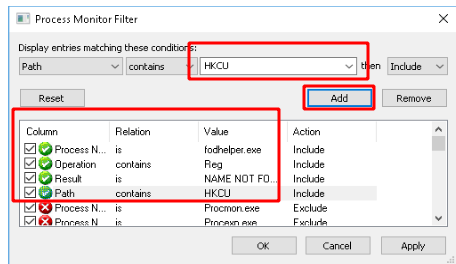 Process Monitor Filter
Display entries matching these conditions:
Path contains HKCU then Include
Reset Add Remove
Column Relation Value Action
Process N... is fodhelper.exe Include
Operation contains Reg Include
Result is NAME NOT FO... Include
Path contains HKCU Include
Process N... is Procmon.exe Exclude
Process N is Procexp.exe Exclude
OK Cancel Apply